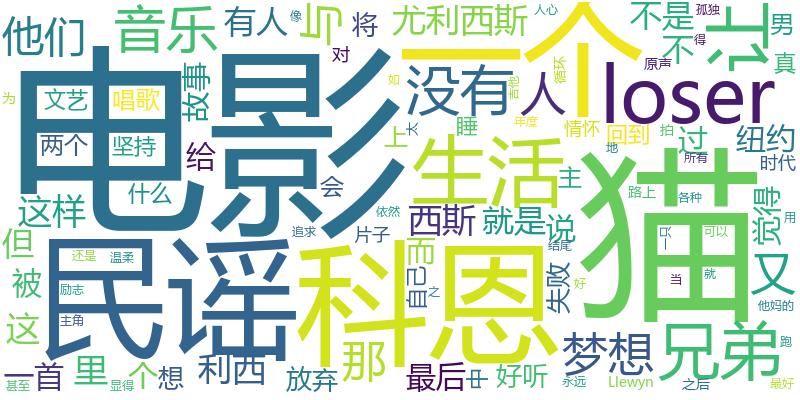 他们
音乐
有人
与
将
尤利西斯
像
人心
不是
孤独
得
让
男
电影
一个
对
不
原声
真
为
文艺
唱歌
故事
没有
人
如
吉他
循环
loser
两个
坚持
给
上
太
睡
年度
情怀
回到
过
纽约
地
拍
所有
时代
什么
会
生活
主
猫
路上
各种
觉得
这样
依然
西斯
就是
说
民谣
追求
片子
科恩
而
自己
之
结尾
失败
一只
可以
用
但
还是
温柔
又
被
励志
当
就
好
他妈的
这
主角
那
梦想
兄弟
跑
一首
里
个
想
利西
放弃
最后
中
好听
永远
Llewyn
之后
最好
甚至
显得